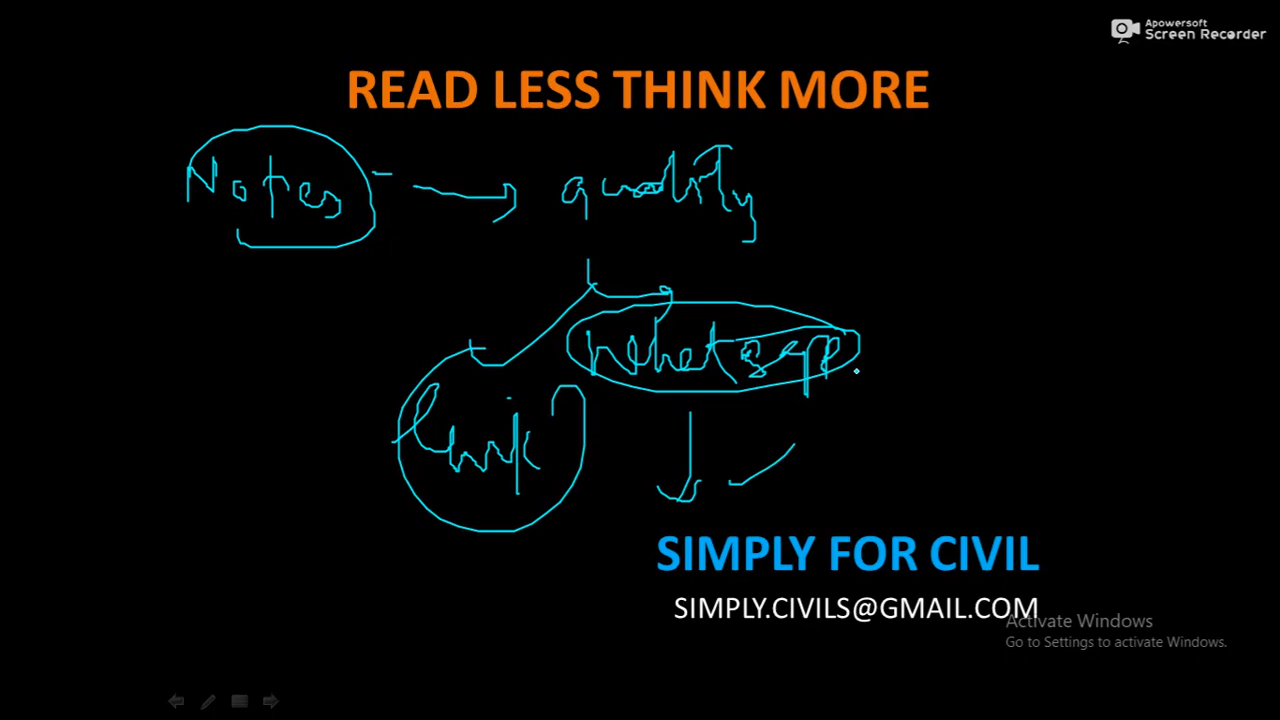 Apowersoft
Screen Recorder
READ LESS THINK MORE
Notes quality
Whatsapp
link
SIMPLY FOR CIVIL
SIMPLY.CIVILS@GMAIL.COM
Activate Windows
Go to Settings to activate Windows.